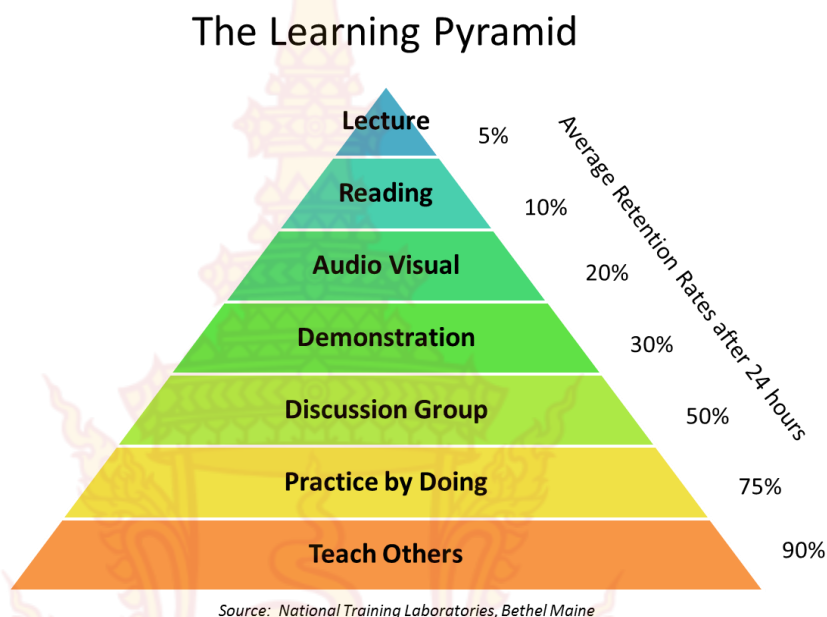 The Learning Pyramid
Lecture
5%
Reading
10%
Audio Visual
20%
Demonstration
30%
Discussion Group
50%
Practice by Doing
75%
Teach Others
90%
Average Retention Rates after 24 hours
Source: National Training Laboratories, Bethel Maine